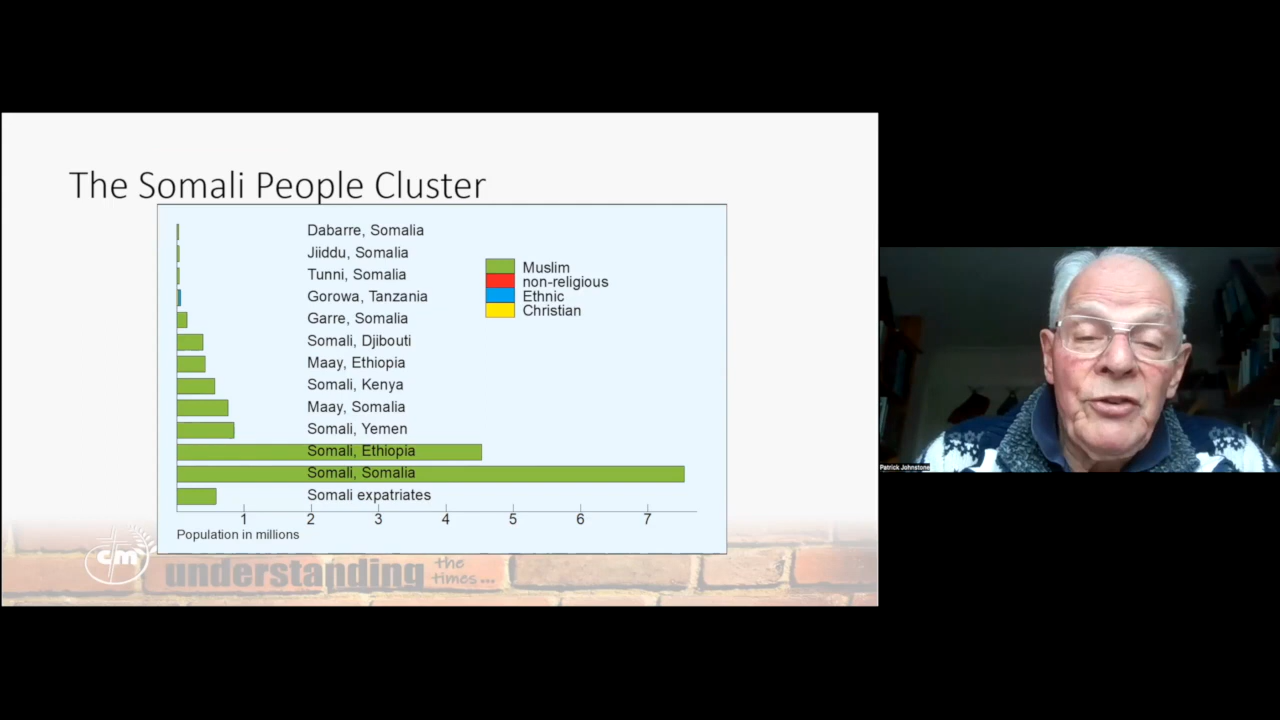 The Somali People Cluster
Dabarre, Somalia
Jiiddu, Somalia
Tunni, Somalia
Gorowa, Tanzania
Garre, Somalia
Somali, Djibouti
Maay, Ethiopia
Somali, Kenya
Maay, Somalia
Somali, Yemen
Somali, Ethiopia
Somali, Somalia
Somali expatriates
Muslim
non-religious
Ethnic
Christian
1 2 3 4 5 6 7
Population in millions
cm
understanding the times...
Patrick Johnstone